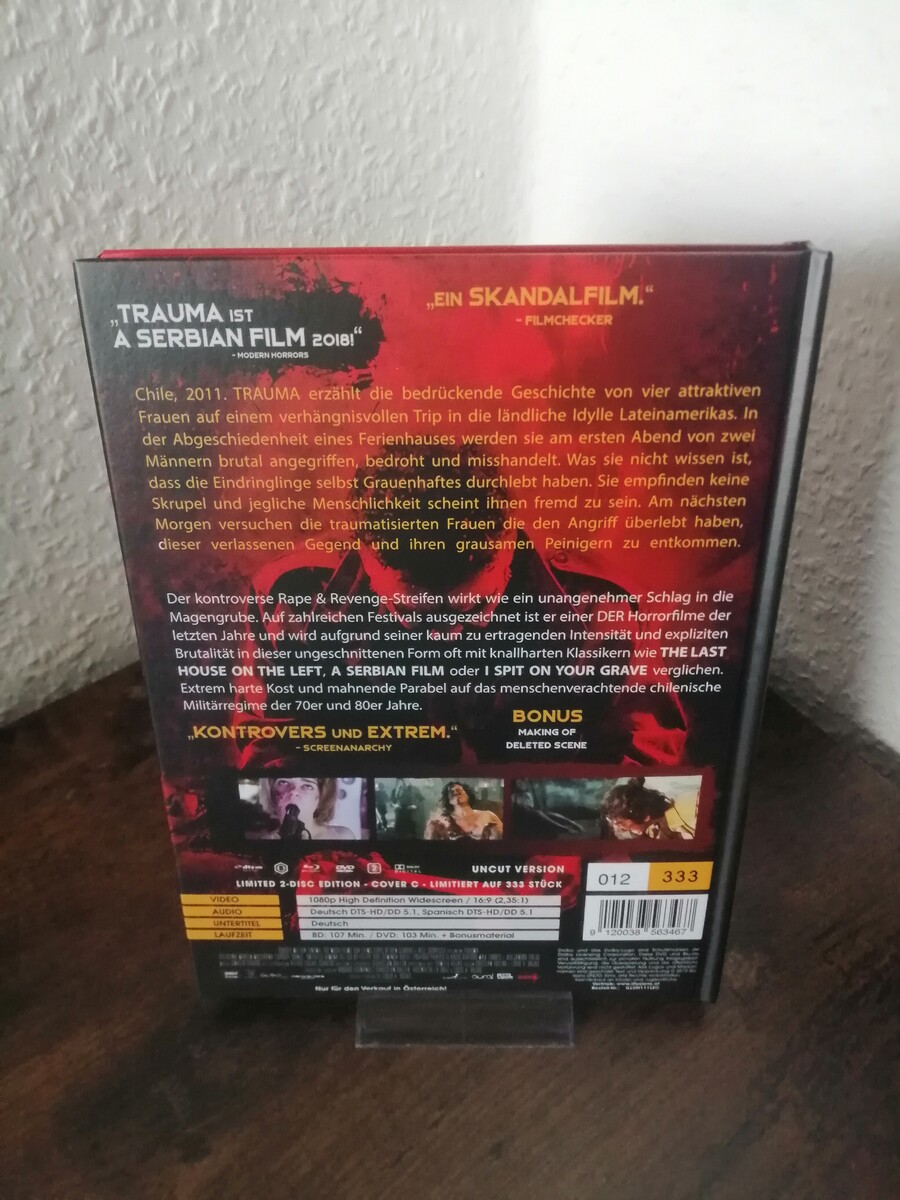 „TRAUMA IST
A SERBIAN FILM 2018!“
- MODERN HORRORS
„EIN SKANDALFILM.“
- FILMCHECKER
Chile, 2011. TRAUMA erzählt die bedrückende Geschichte von vier attraktiven
Frauen auf einem verhängnisvollen Trip in die ländliche Idylle Lateinamerikas. In
der Abgeschiedenheit eines Ferienhauses werden sie am ersten Abend von zwei
Männern brutal angegriffen, bedroht und misshandelt. Was sie nicht wissen ist,
dass die Eindringlinge selbst Grauenhaftes durchlebt haben. Sie empfinden keine
Skrupel und jegliche Menschlichkeit scheint ihnen fremd zu sein. Am nächsten
Morgen versuchen die traumatisierten Frauen die den Angriff überlebt haben,
dieser verlassenen Gegend und ihren grausamen Peinigern zu entkommen.
Der kontroverse Rape & Revenge-Streifen wirkt wie ein unangenehmer Schlag in die
Magengrube. Auf zahlreichen Festivals ausgezeichnet ist er einer DER Horrorfilme der
letzten Jahre und wird aufgrund seiner kaum zu ertragenden Intensität und expliziten
Brutalität in dieser ungeschnittenen Form oft mit knallharten Klassikern wie THE LAST
HOUSE ON THE LEFT, A SERBIAN FILM oder I SPIT ON YOUR GRAVE verglichen.
Extrem harte Kost und mahnende Parabel auf das menschenverachtende chilenische
Militärregime der 70er und 80er Jahre.
„KONTROVERS UND EXTREM.“
- SCREENANARCHY
BONUS
MAKING OF
DELETED SCENE
UNCUT VERSION
LIMITED 2-DISC EDITION - COVER C - LIMITIERT AUF 333 STÜCK
012 333
VIDEO 1080p High Definition Widescreen / 16:9 (2,35:1)
AUDIO Deutsch DTS-HD/DD 5.1, Spanisch DTS-HD/DD 5.1
UNTERTITEL Deutsch
LAUFZEIT BD: 107 Min. / DVD: 103 Min. + Bonusmaterial
9 120038 563467
Nur für den Verkauf in Österreich!